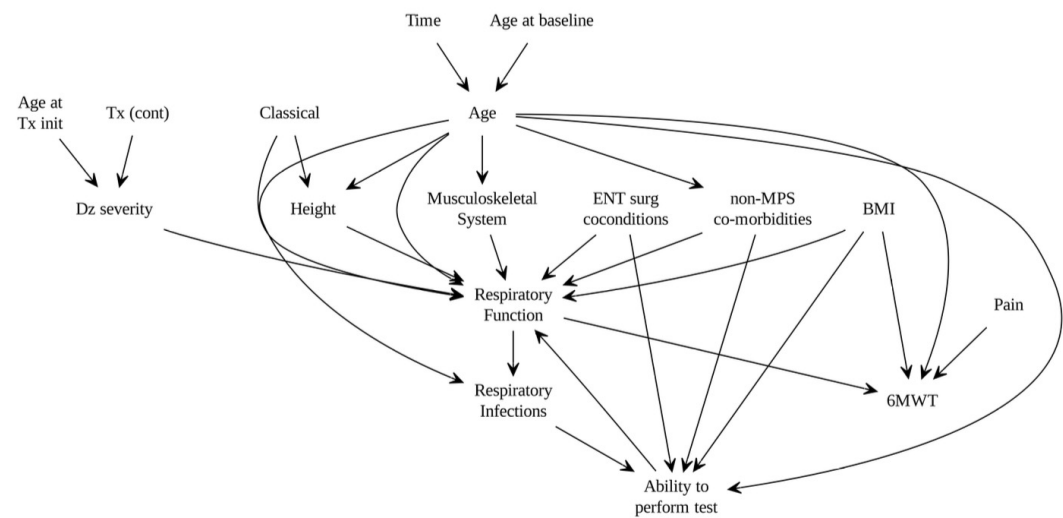 Time
Age at baseline
Age at
Tx init
Tx (cont)
Classical
Age
Dz severity
Height
Musculoskeletal
System
ENT surg
coconditions
non-MPS
co-morbidities
BMI
Respiratory
Function
Pain
Respiratory
Infections
6MWT
Ability to
perform test